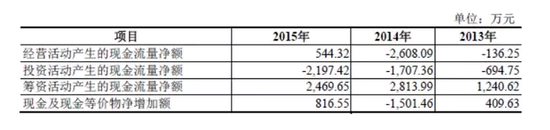 单位：万元
项目 2015年 2014年 2013年
经营活动产生的现金流量净额 544.32 -2,608.09 -136.25
投资活动产生的现金流量净额 -2,197.42 -1,707.36 -694.75
筹资活动产生的现金流量净额 2,469.65 2,813.99 1,240.62
现金及现金等价物净增加额 816.55 -1,501.46 409.63